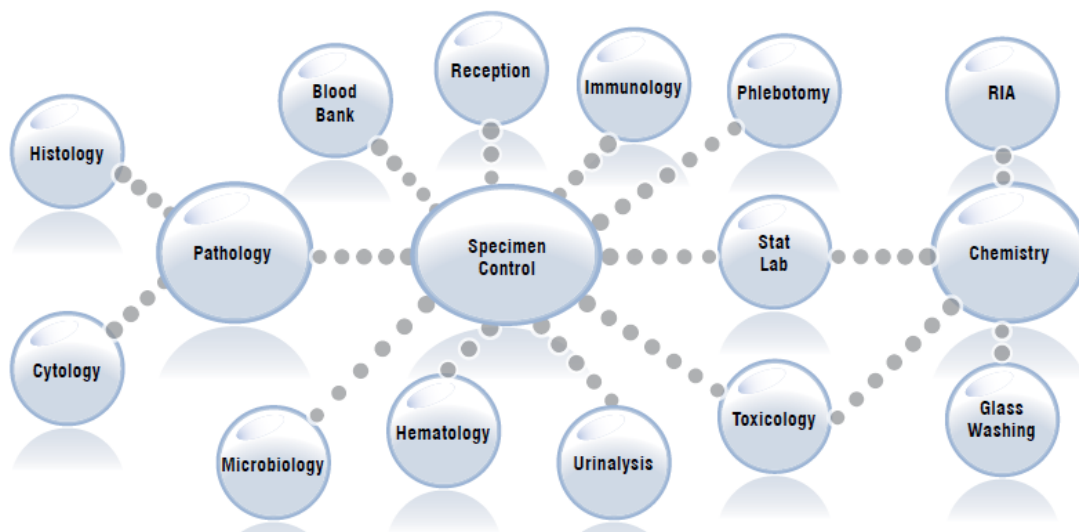 Reception
Blood
Bank
Immunology
Phlebotomy
RIA
Histology
Pathology
Specimen
Control
Stat
Lab
Chemistry
Cytology
Microbiology
Hematology
Urinalysis
Toxicology
Glass
Washing